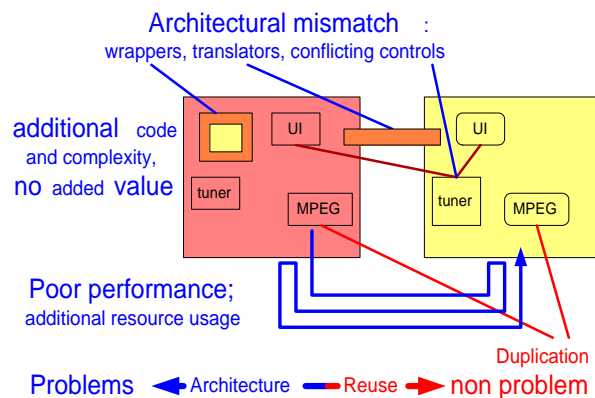 Architectural mismatch :
wrappers, translators, conflicting controls
additional code
and complexity,
no added value
UI
UI
tuner
tuner
MPEG
MPEG
Poor performance;
additional resource usage
Duplication
Problems Architecture Reuse non problem